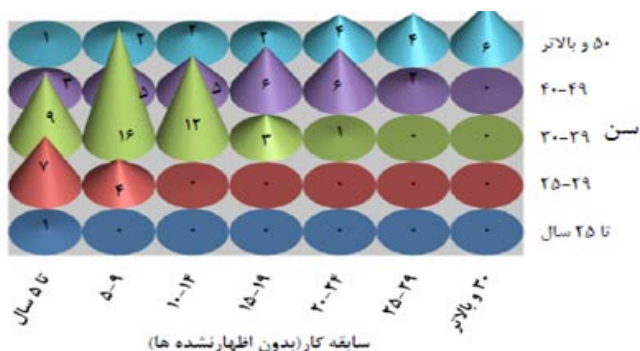 ۱ ۲ ۲ ۲ ۴ ۴ ۶ ۵۰ و بالاتر
۳ ۵ ۵ ۶ ۶ ۲ ۰ ۴۰-۴۹
۹ ۱۶ ۱۲ ۳ ۱ ۰ ۰ ۳۰-۳۹
سن
۷ ۴ ۰ ۰ ۰ ۰ ۰ ۲۵-۲۹
۱ ۰ ۰ ۰ ۰ ۰ ۰ تا ۲۵ سال
تا ۵ سال ۵-۹ ۱۰-۱۴ ۱۵-۱۹ ۲۰-۲۴ ۲۵-۲۹ ۳۰ و بالاتر
سابقه کار(بدون اظهارنشده ها)